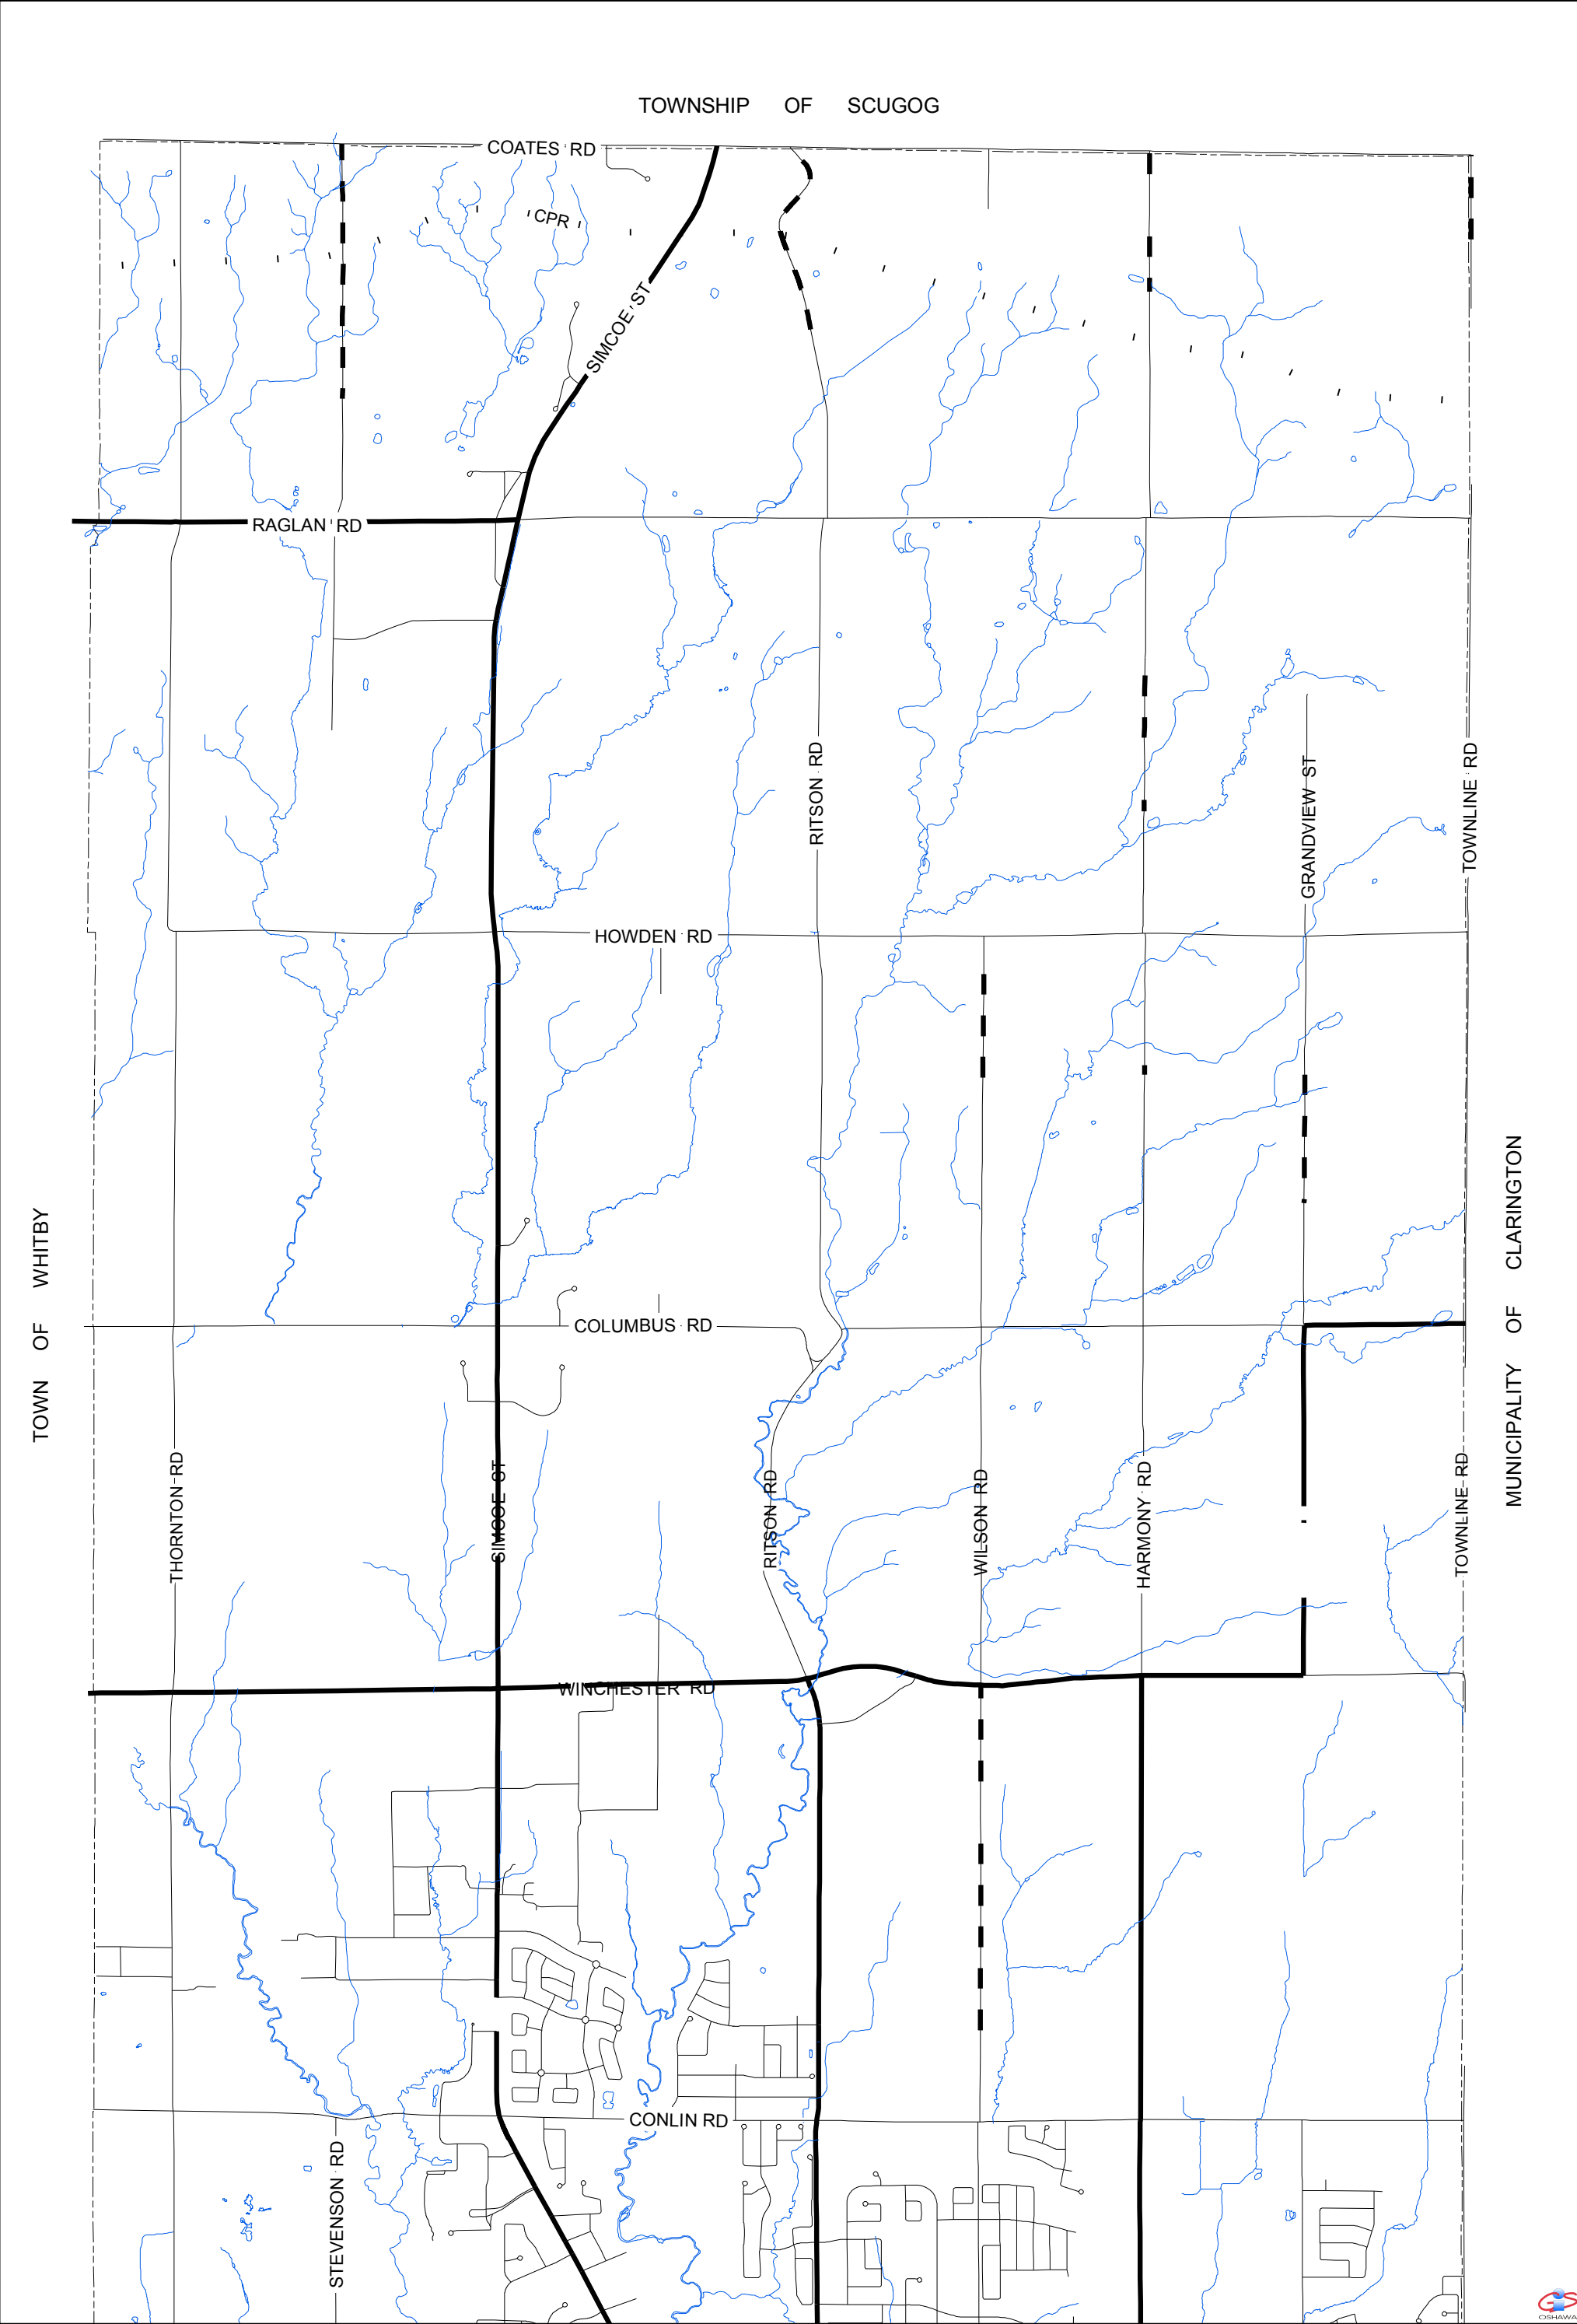 TOWNSHIP OF SCUGOG
COATES RD
CPR
SIMCOE ST
RAGLAN RD
RITSON RD
GRANDVIEW ST
TOWNLINE RD
HOWDEN RD
TOWN OF WHITBY
MUNICIPALITY OF CLARINGTON
COLUMBUS RD
THORNTON RD
SIMCOE ST
RITSON RD
WILSON RD
HARMONY RD
TOWNLINE RD
WINCHESTER RD
CONLIN RD
STEVENSON RD
GIS
OSHAWA